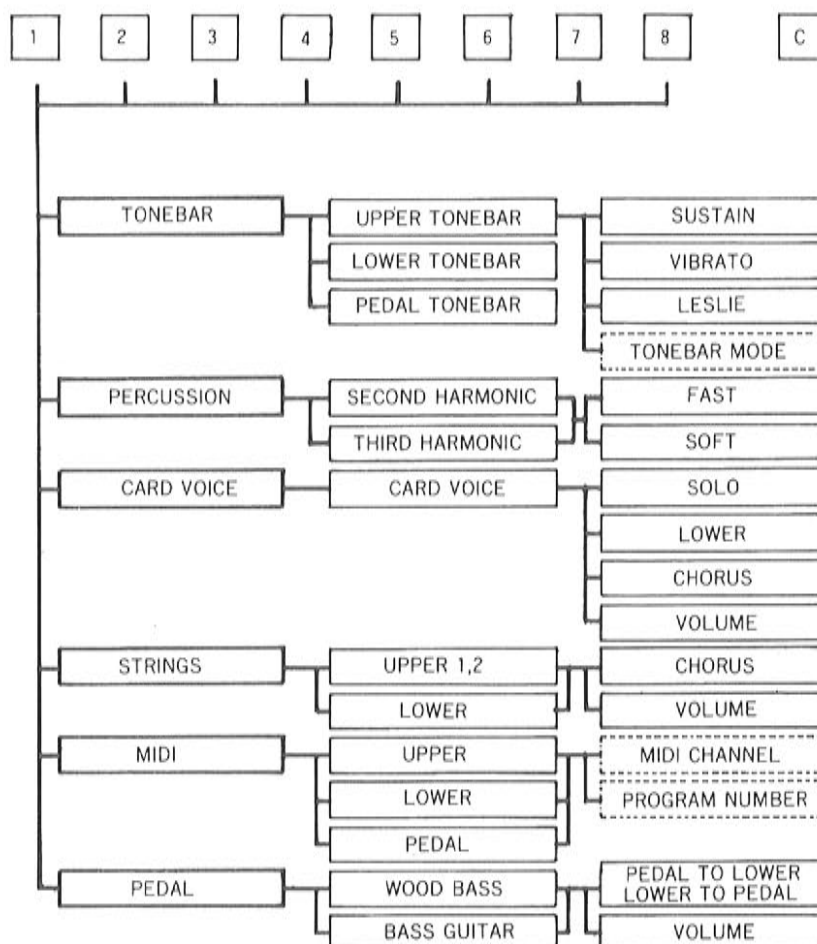 1 2 3 4 5 6 7 8 C
TONEBAR UPPER TONEBAR SUSTAIN
LOWER TONEBAR VIBRATO
PEDAL TONEBAR LESLIE
TONEBAR MODE
PERCUSSION SECOND HARMONIC FAST
THIRD HARMONIC SOFT
CARD VOICE CARD VOICE SOLO
LOWER
CHORUS
VOLUME
STRINGS UPPER 1,2 CHORUS
LOWER VOLUME
MIDI UPPER MIDI CHANNEL
LOWER PROGRAM NUMBER
PEDAL
PEDAL WOOD BASS PEDAL TO LOWER
LOWER TO PEDAL
BASS GUITAR VOLUME